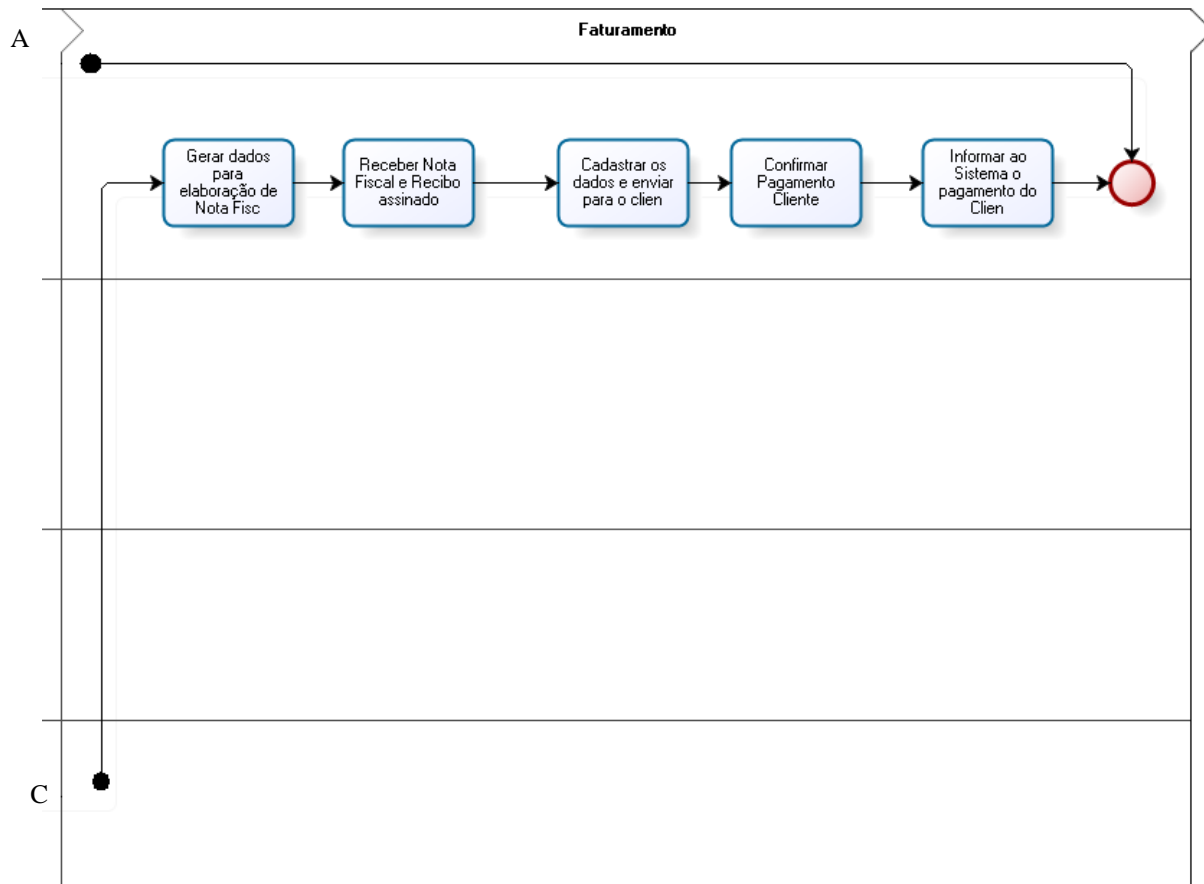 A
Faturamento
Gerar dados
para
elaboração de
Nota Fisc
Receber Nota
Fiscal e Recibo
assinado
Cadastrar os
dados e enviar
para o clien
Confirmar
Pagamento
Cliente
Informar ao
Sistema o
pagamento do
Clien
C